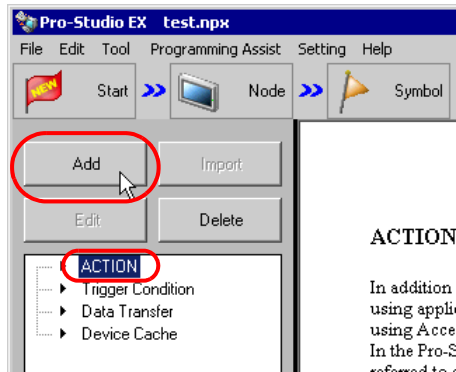 Pro-Studio EX test.npx
File Edit Tool Programming Assist Setting Help
NEW Start Node Symbol
Add Import
Edit Delete
ACTION
Trigger Condition
Data Transfer
Device Cache
ACTION
In addition
using appli
using Acce
In the Pro-S